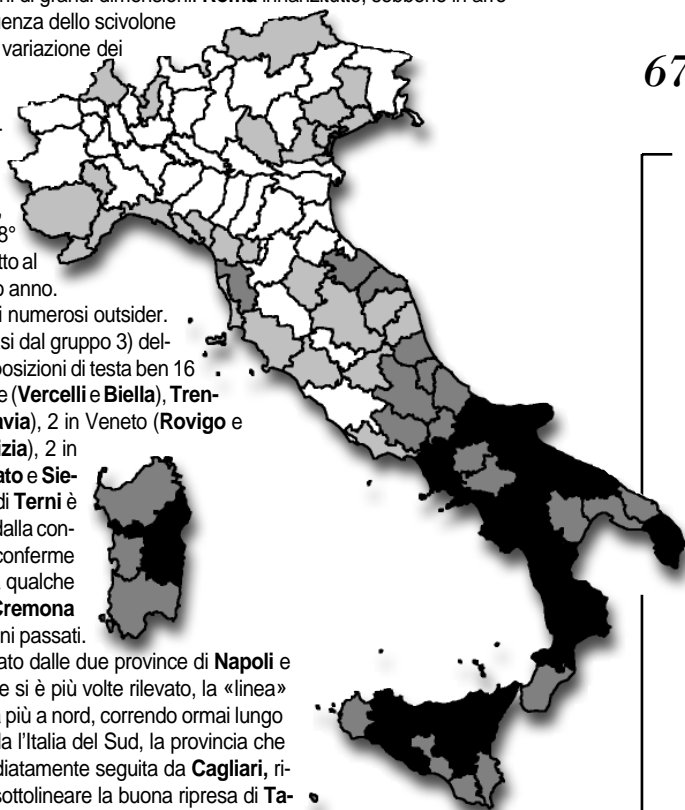 ni di grandi dimensioni. Roma innanzitutto, sebbene in arre
uenza dello scivolone
variazione dei
67
8°
tto al
o anno.
i numerosi outsider.
si dal gruppo 3) del-
posizioni di testa ben 16
e (Vercelli e Biella), Tren-
avia), 2 in Veneto (Rovigo e
izia), 2 in
ato e Sie-
di Terni è
dalla con-
conferme
qualche
Cremona
ni passati.
ato dalle due province di Napoli e
e si è più volte rilevato, la «linea»
a più a nord, correndo ormai lungo
la l'Italia del Sud, la provincia che
diatamente seguita da Cagliari, ri-
sottolineare la buona ripresa di Ta-